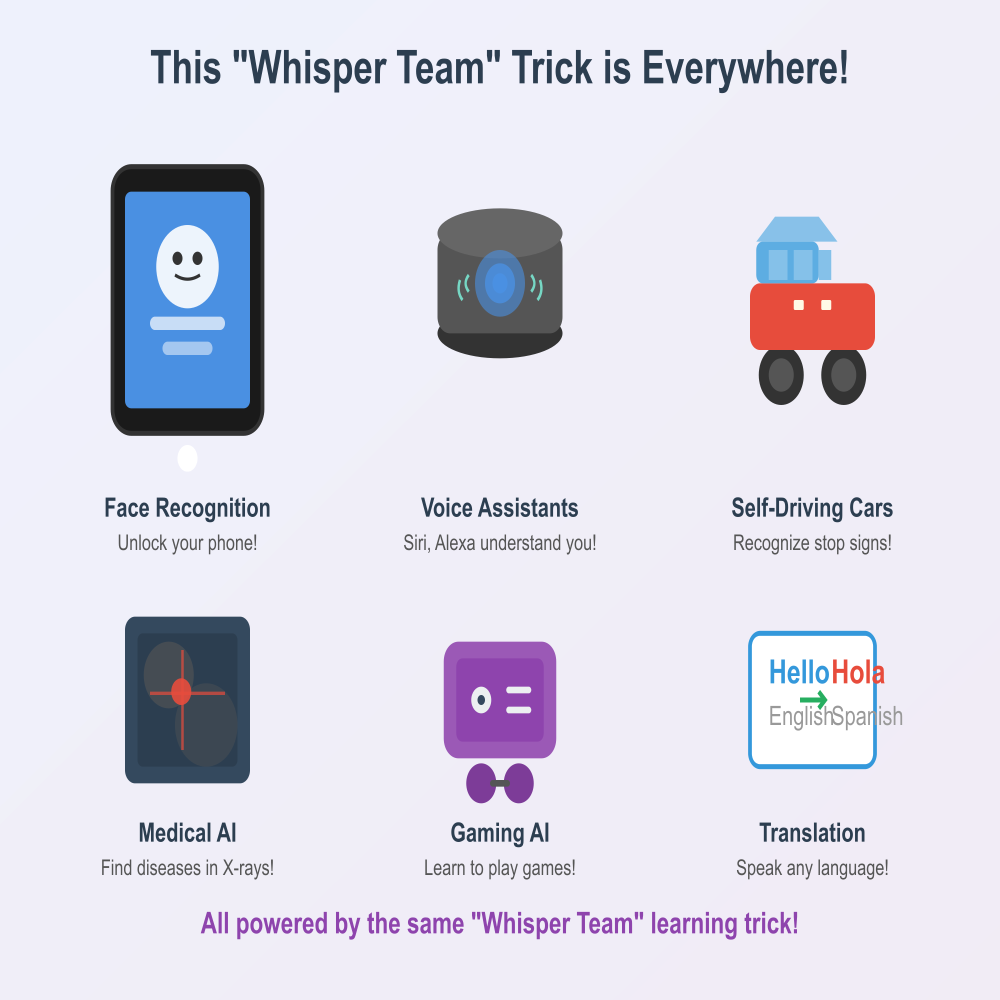 This "Whisper Team" Trick is Everywhere!
Face Recognition
Unlock your phone!
Voice Assistants
Siri, Alexa understand you!
Self-Driving Cars
Recognize stop signs!
Hello Hola
English Spanish
Medical AI
Find diseases in X-rays!
Gaming AI
Learn to play games!
Translation
Speak any language!
All powered by the same "Whisper Team" learning trick!